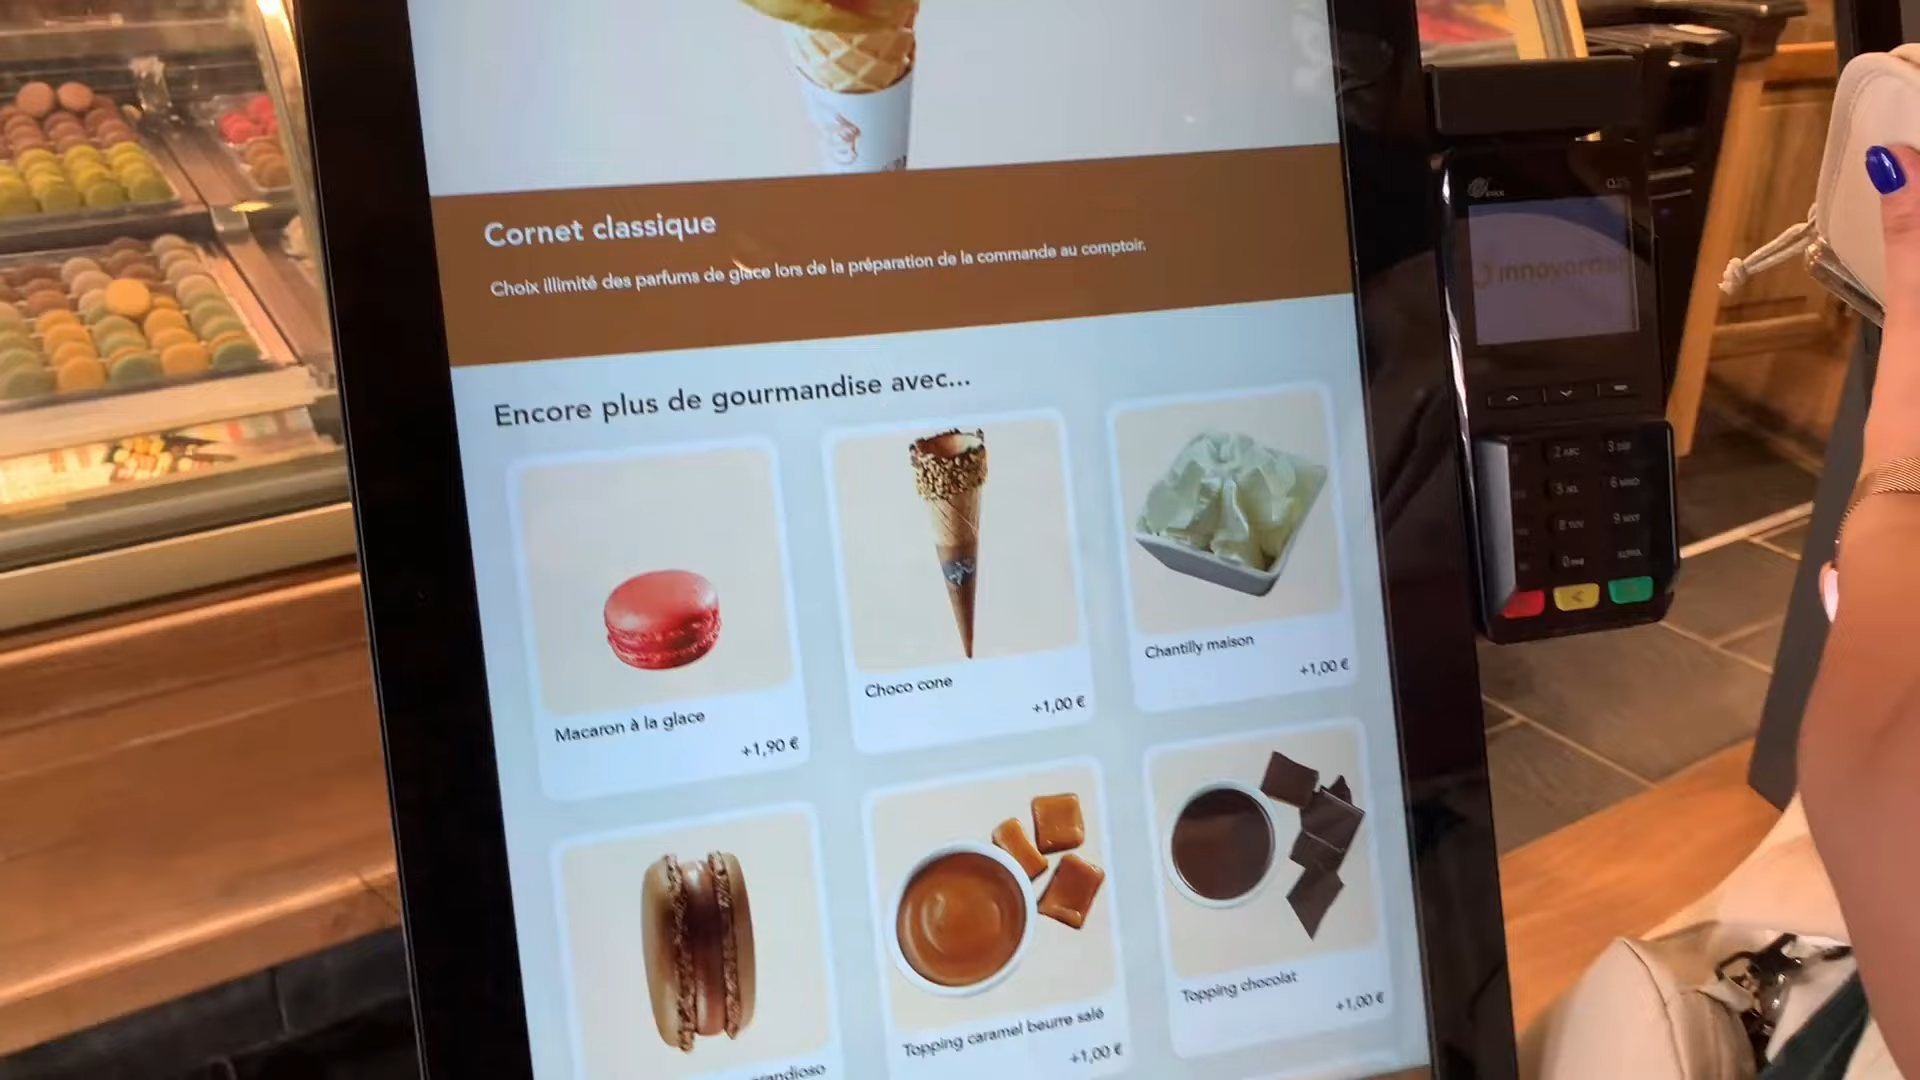 Cornet classique
Choix illimité des parfums de glace lors de la préparation de la commande au comptoir.
Encore plus de gourmandise avec...
Macaron à la glace
+1,90 €
Choco cone
+1,00 €
Chantilly maison
+1,00 €
Topping caramel beurre salé
+1,00 €
Topping chocolat
+1,00 €